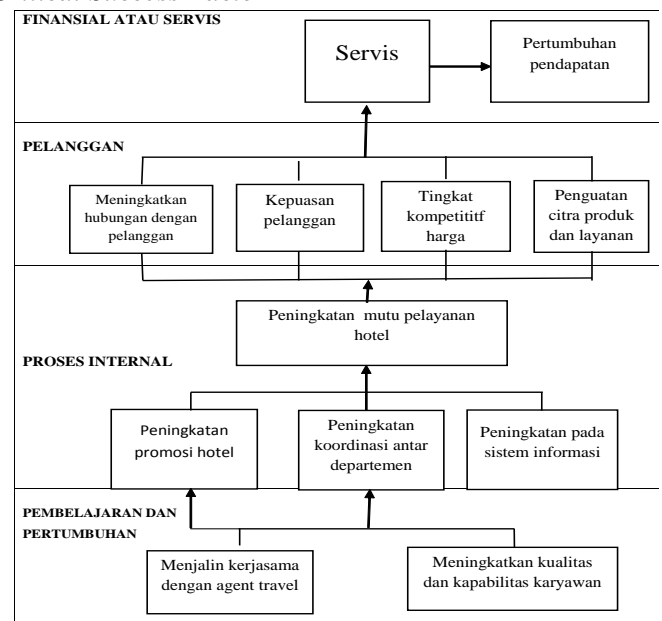 FINANSIAL ATAU SERVIS
Servis
Pertumbuhan
pendapatan
PELANGGAN
Meningkatkan
hubungan dengan
pelanggan
Kepuasan
pelanggan
Tingkat
kompetititf
harga
Penguatan
citra produk
dan layanan
Peningkatan mutu pelayanan
hotel
PROSES INTERNAL
Peningkatan
promosi hotel
Peningkatan
koordinasi antar
departemen
Peningkatan pada
sistem informasi
PEMBELAJARAN DAN
PERTUMBUHAN
Menjalin kerjasama
dengan agent travel
Meningkatkan kualitas
dan kapabilitas karyawan